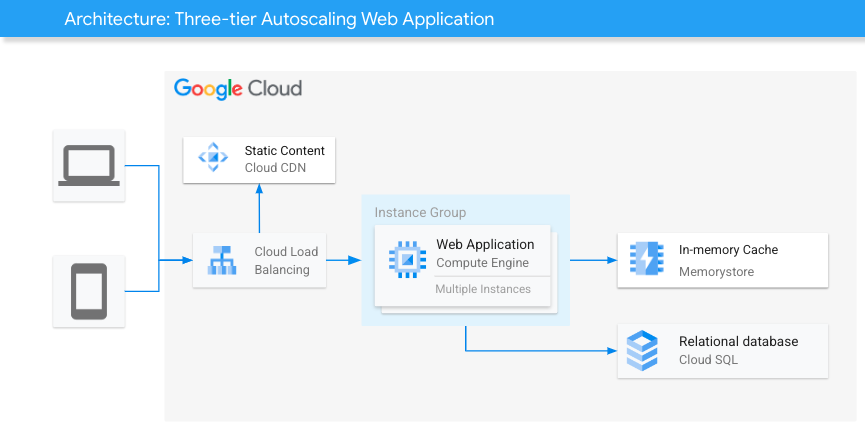 Architecture: Three-tier Autoscaling Web Application
Google Cloud
Static Content
Cloud CDN
Instance Group
Cloud Load
Balancing
Web Application
Compute Engine
Multiple Instances
In-memory Cache
Memorystore
Relational database
Cloud SQL